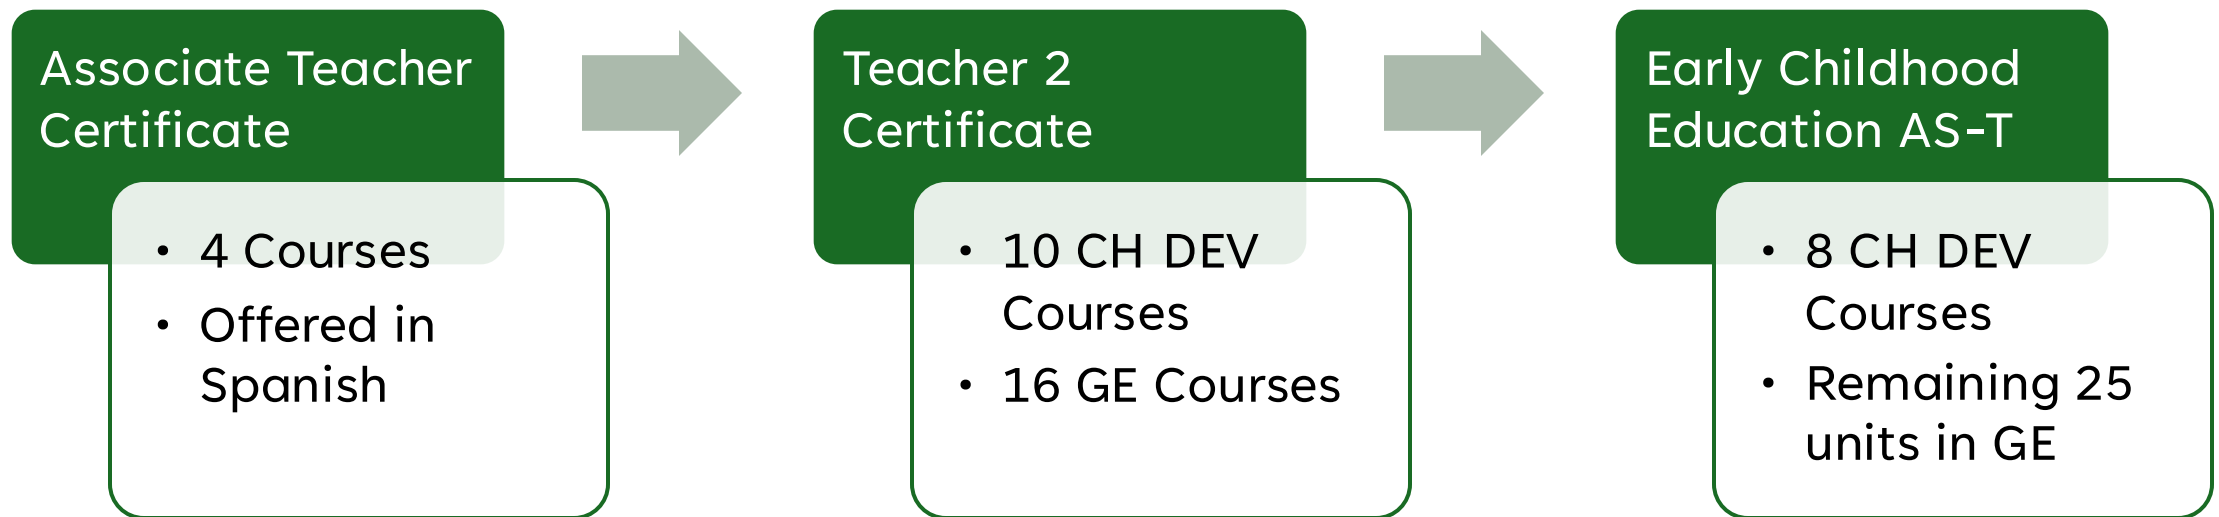 Associate Teacher
Certificate
• 4 Courses
• Offered in
Spanish
Teacher 2
Certificate
• 10 CH DEV
Courses
• 16 GE Courses
Early Childhood
Education AS-T
• 8 CH DEV
Courses
• Remaining 25
units in GE